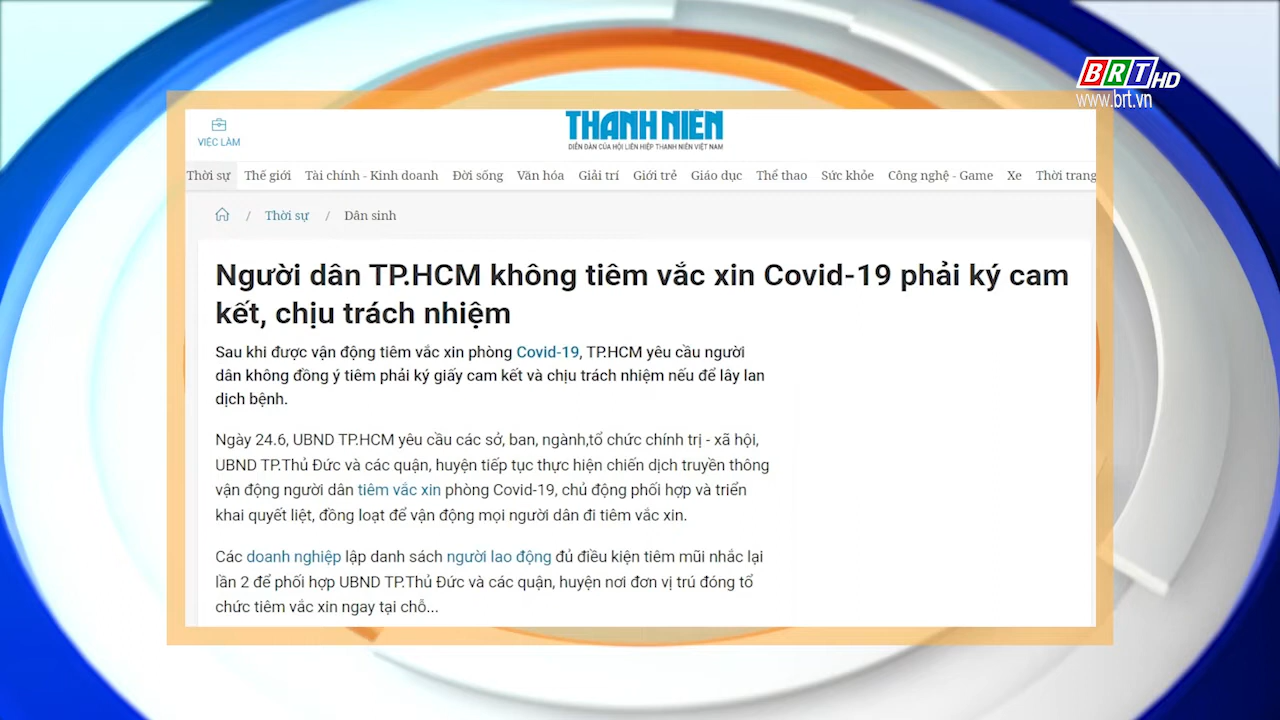 BRT HD
www.brt.vn
VIỆC LÀM
THANH NIÊN
DIỄN ĐÀN CỦA HỘI LIÊN HIỆP THANH NIÊN VIỆT NAM
Thời sự Thế giới Tài chính - Kinh doanh Đời sống Văn hóa Giải trí Giới trẻ Giáo dục Thể thao Sức khỏe Công nghệ - Game Xe Thời trang
/ Thời sự / Dân sinh
Người dân TP.HCM không tiêm vắc xin Covid-19 phải ký cam
kết, chịu trách nhiệm
Sau khi được vận động tiêm vắc xin phòng Covid-19, TP.HCM yêu cầu người
dân không đồng ý tiêm phải ký giấy cam kết và chịu trách nhiệm nếu để lây lan
dịch bệnh.
Ngày 24.6, UBND TP.HCM yêu cầu các sở, ban, ngành,tổ chức chính trị - xã hội,
UBND TP.Thủ Đức và các quận, huyện tiếp tục thực hiện chiến dịch truyền thông
vận động người dân tiêm vắc xin phòng Covid-19, chủ động phối hợp và triển
khai quyết liệt, đồng loạt để vận động mọi người dân đi tiêm vắc xin.
Các doanh nghiệp lập danh sách người lao động đủ điều kiện tiêm mũi nhắc lại
lần 2 để phối hợp UBND TP.Thủ Đức và các quận, huyện nơi đơn vị trú đóng tổ
chức tiêm vắc xin ngay tại chỗ...